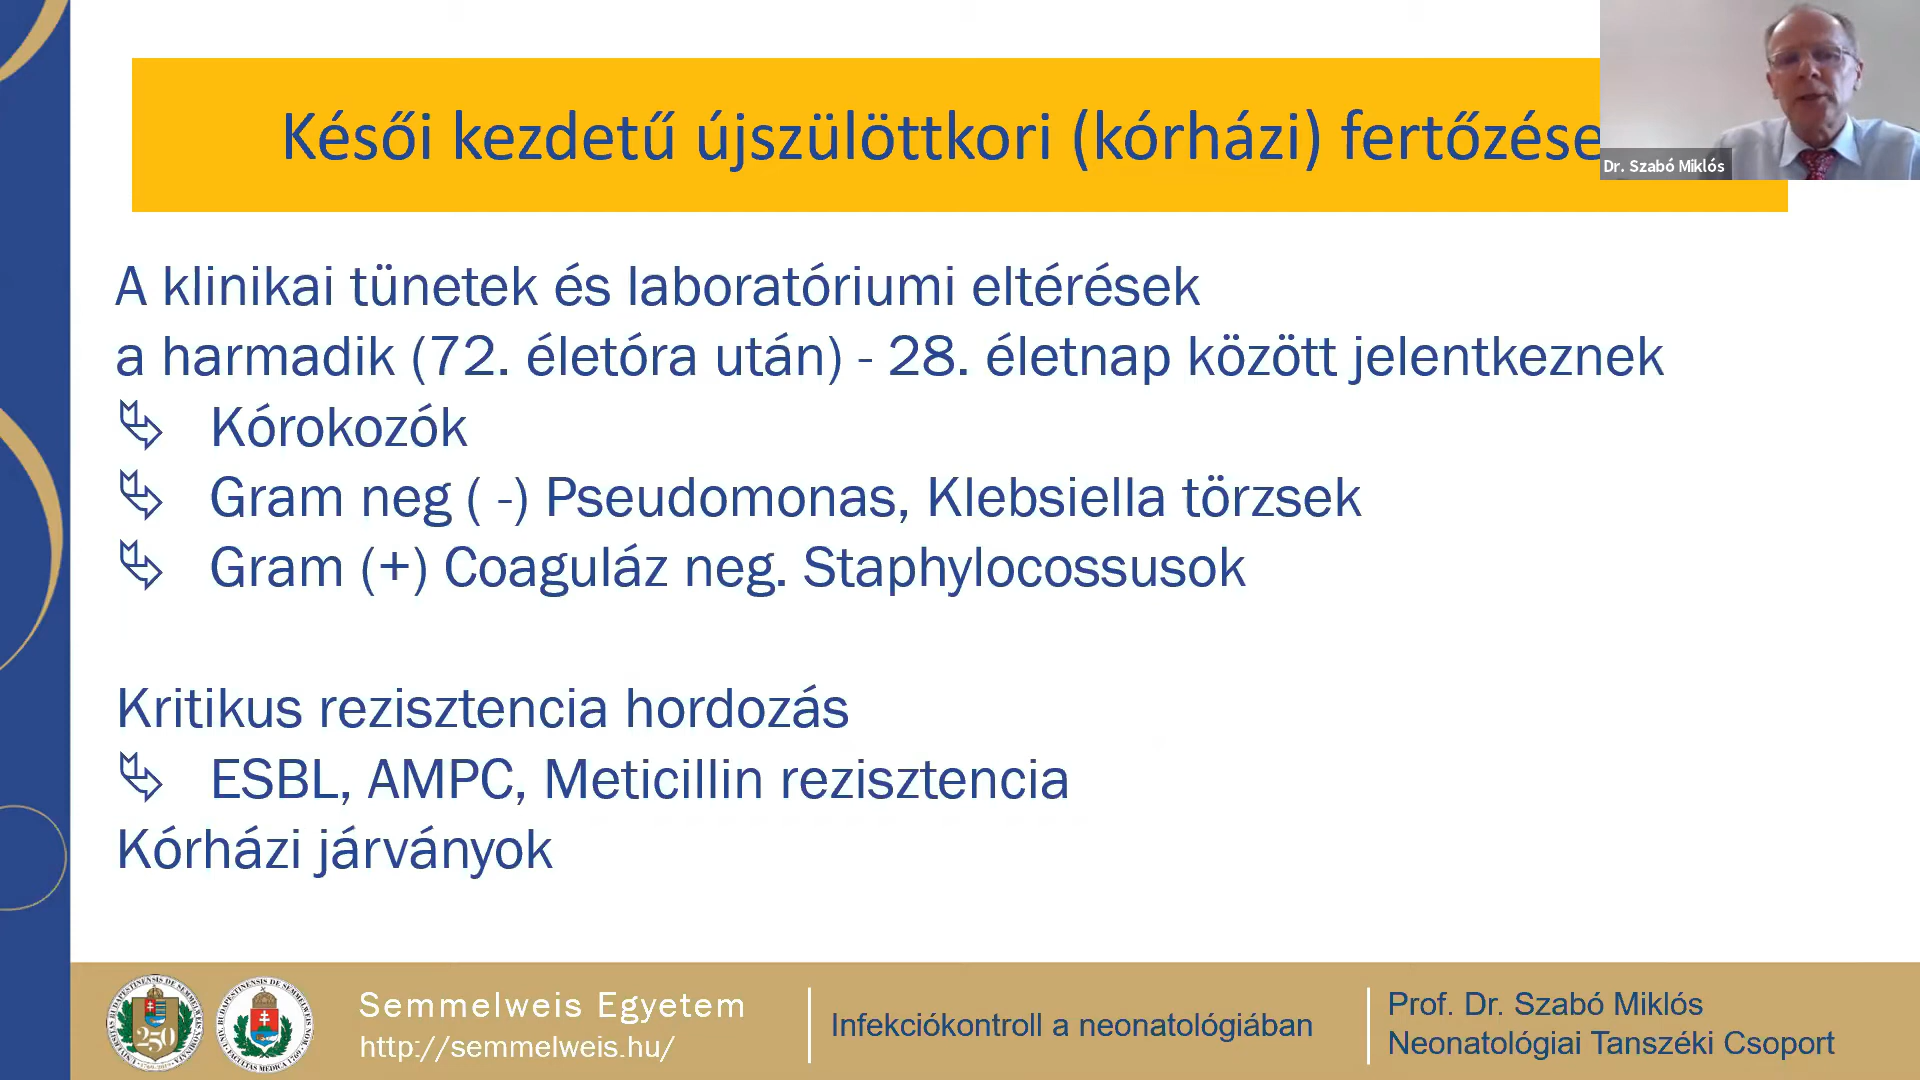 Késői kezdetű újszülöttkori (kórházi) fertőzése
Dr. Szabó Miklós
A klinikai tünetek és laboratóriumi eltérések
a harmadik (72. életóra után) - 28. életnap között jelentkeznek
Kórokozók
Gram neg ( -) Pseudomonas, Klebsiella törzsek
Gram (+) Coaguláz neg. Staphylocossusok
Kritikus rezisztencia hordozás
ESBL, AMPC, Meticillin rezisztencia
Kórházi járványok
250
Semmelweis Egyetem
http://semmelweis.hu/
Infekciókontroll a neonatológiában
Prof. Dr. Szabó Miklós
Neonatológiai Tanszéki Csoport